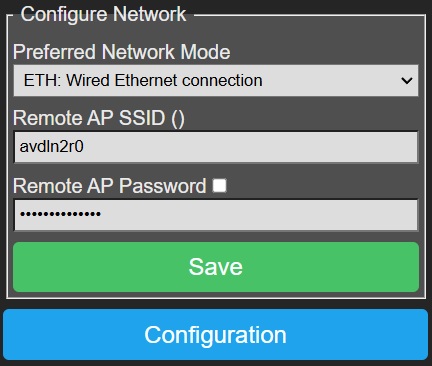 Configure Network
Preferred Network Mode
ETH: Wired Ethernet connection
Remote AP SSID ()
avdln2r0
Remote AP Password
••••••••••••••
Save
Configuration